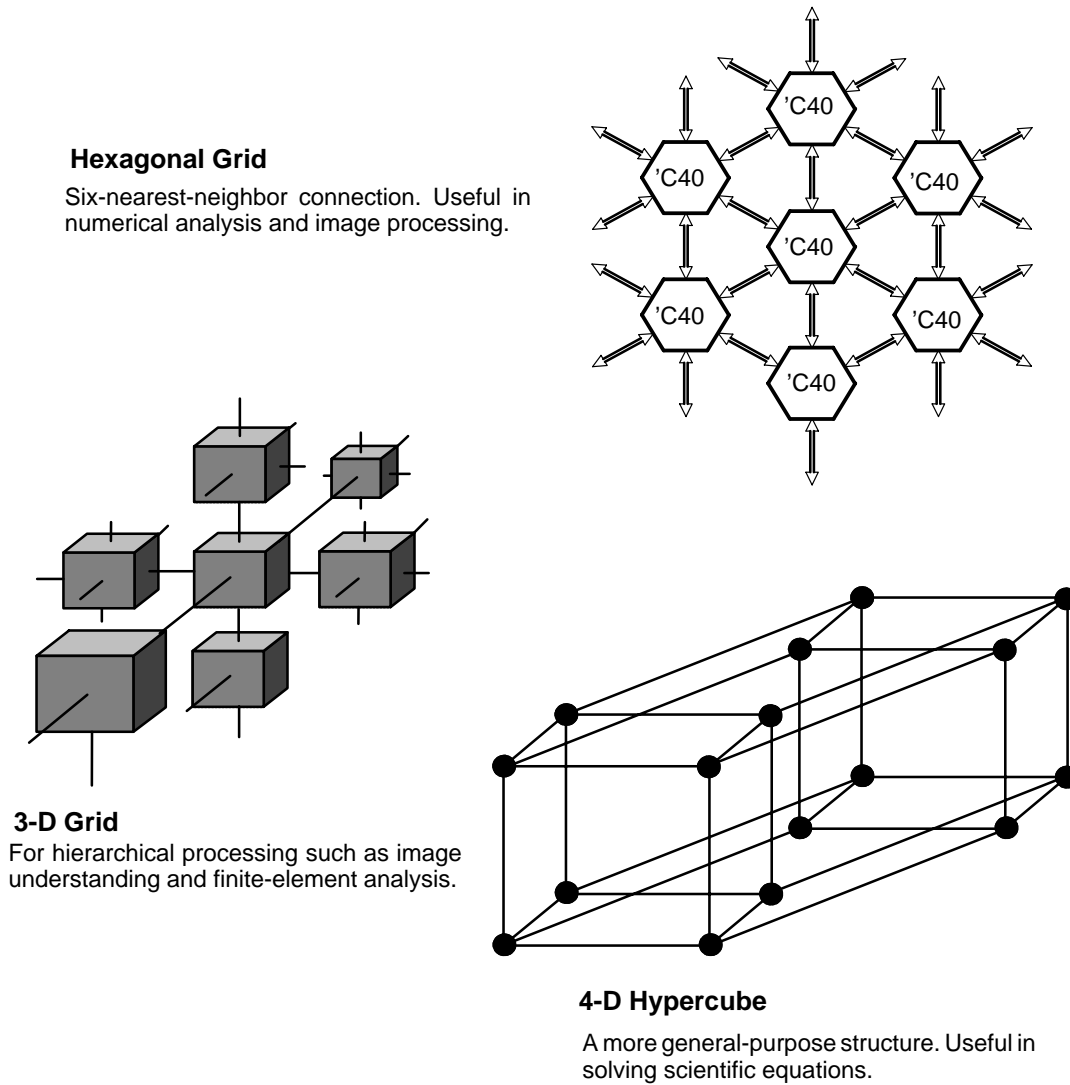 ’C40
’C40
’C40
’C40
’C40
’C40
’C40
Hexagonal Grid
Six-nearest-neighbor connection. Useful in
numerical analysis and image processing.
3-D Grid
For hierarchical processing such as image
understanding and finite-element analysis.
4-D Hypercube
A more general-purpose structure. Useful in
solving scientific equations.